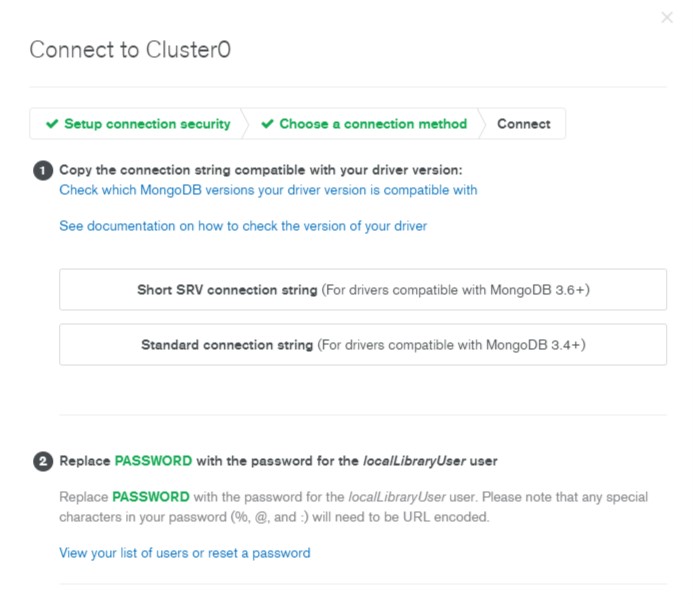 Connect to Cluster0
✔ Setup connection security ✔ Choose a connection method Connect
1 Copy the connection string compatible with your driver version:
Check which MongoDB versions your driver version is compatible with
See documentation on how to check the version of your driver
Short SRV connection string (For drivers compatible with MongoDB 3.6+)
Standard connection string (For drivers compatible with MongoDB 3.4+)
2 Replace PASSWORD with the password for the localLibraryUser user
Replace PASSWORD with the password for the localLibraryUser user. Please note that any special
characters in your password (%, @, and :) will need to be URL encoded.
View your list of users or reset a password